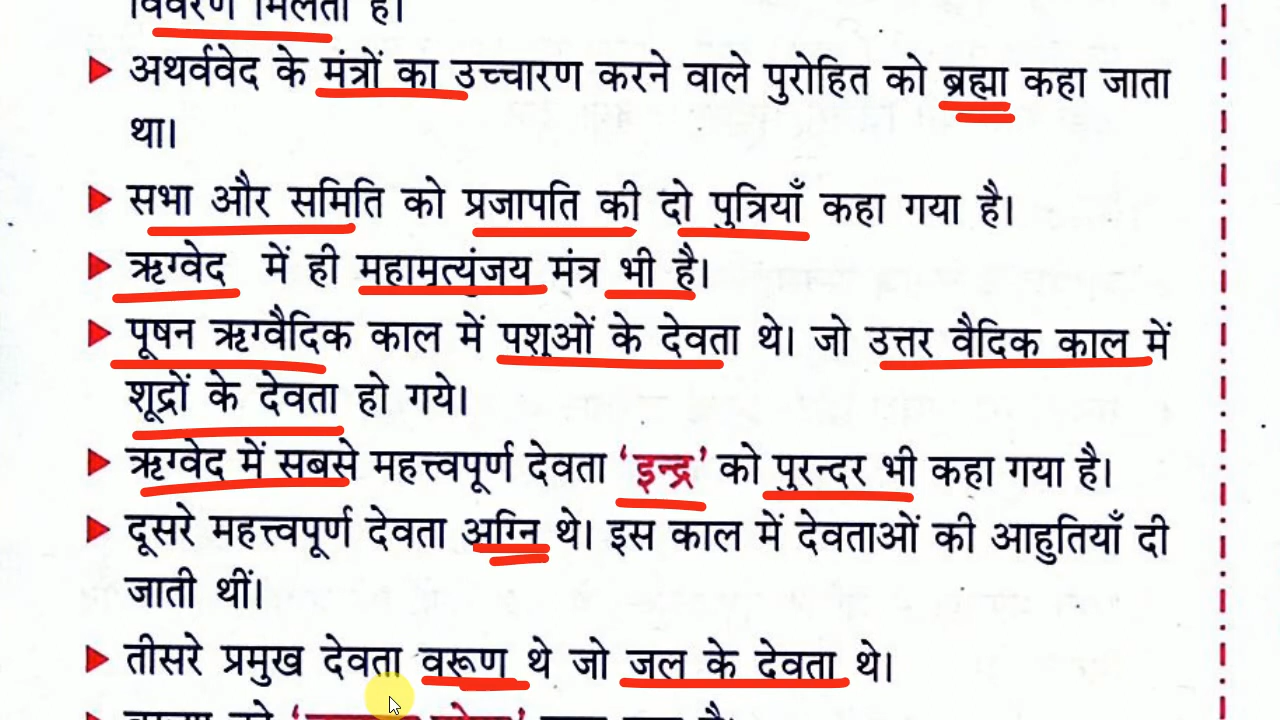 विवरण मिलता है।
अथर्ववेद के मंत्रों का उच्चारण करने वाले पुरोहित को ब्रह्मा कहा जाता
था।
सभा और समिति को प्रजापति की दो पुत्रियाँ कहा गया है।
ऋग्वेद में ही महामृत्युंजय मंत्र भी है।
पूषन ऋग्वैदिक काल में पशुओं के देवता थे। जो उत्तर वैदिक काल में
शूद्रों के देवता हो गये।
ऋग्वेद में सबसे महत्त्वपूर्ण देवता 'इन्द्र' को पुरन्दर भी कहा गया है।
दूसरे महत्त्वपूर्ण देवता अग्नि थे। इस काल में देवताओं की आहुतियाँ दी
जाती थीं।
तीसरे प्रमुख देवता वरूण थे जो जल के देवता थे।